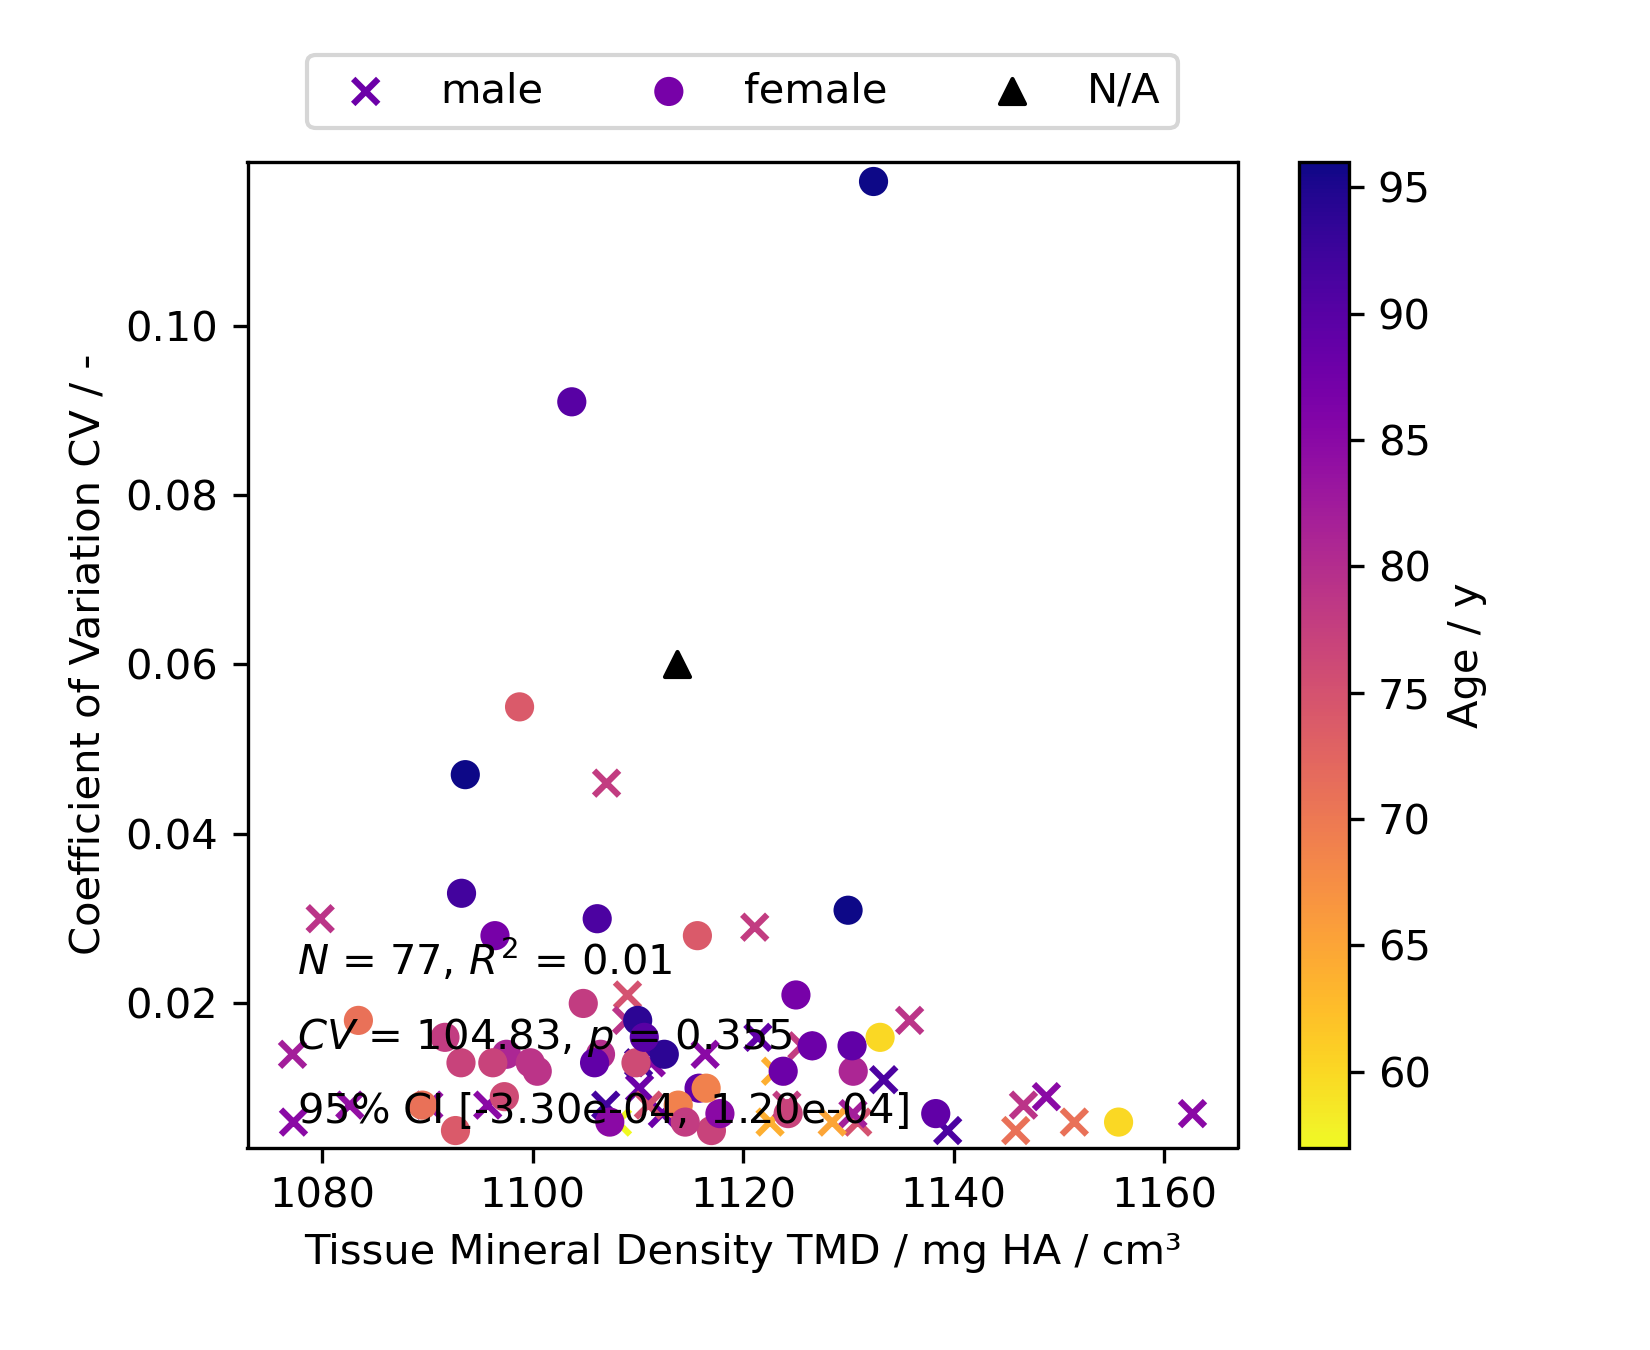 male female N/A
0.10
0.08
0.06
0.04
0.02
Coefficient of Variation CV / -
N = 77, R² = 0.01
CV = 104.83, p = 0.355
95% CI [-3.30e-04, 1.20e-04]
1080 1100 1120 1140 1160
Tissue Mineral Density TMD / mg HA / cm³
95
90
85
80
75
70
65
60
Age / y